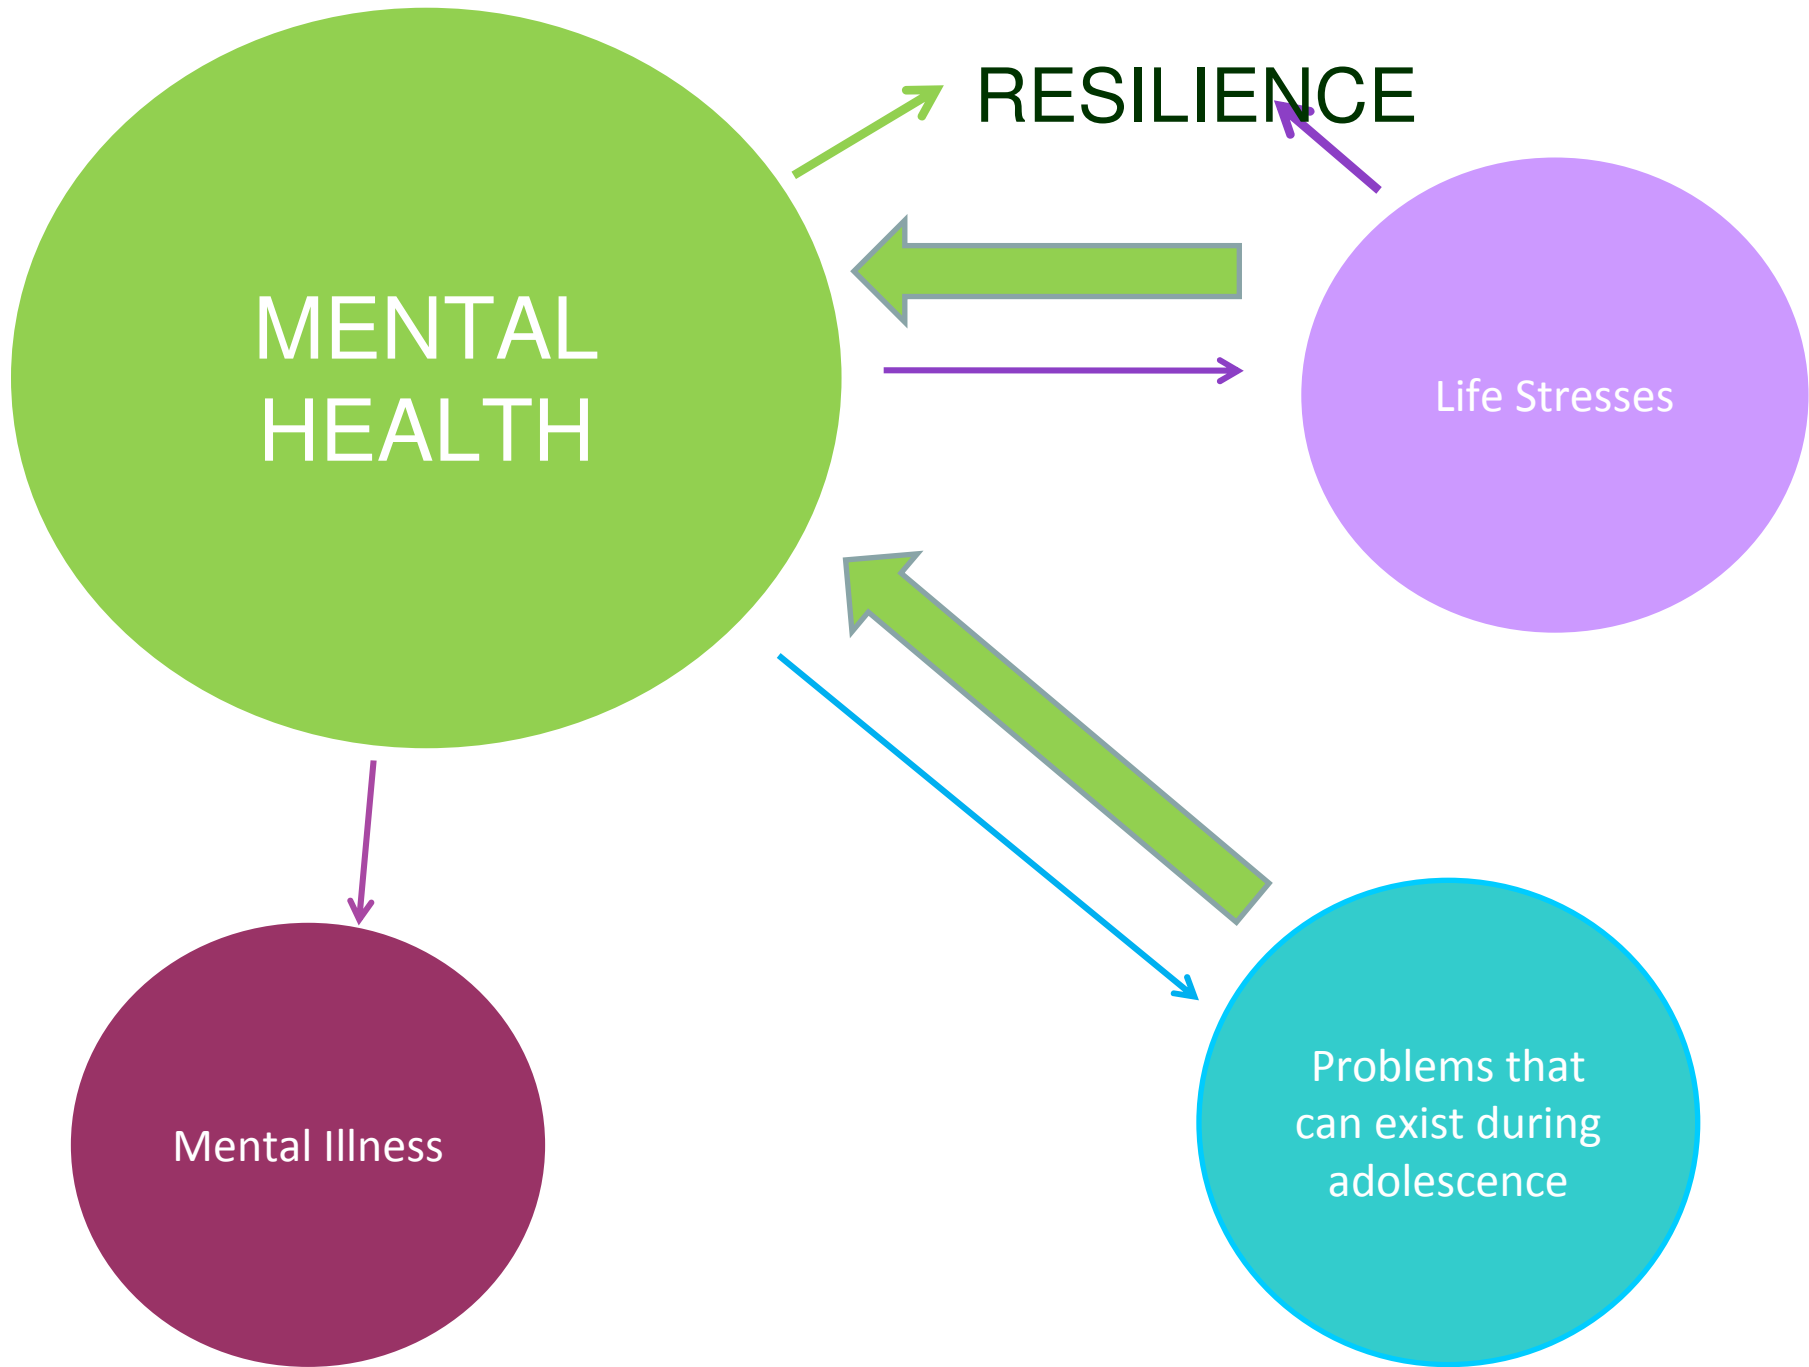 RESILIENCE
MENTAL
HEALTH
Life Stresses
Mental Illness
Problems that
can exist during
adolescence